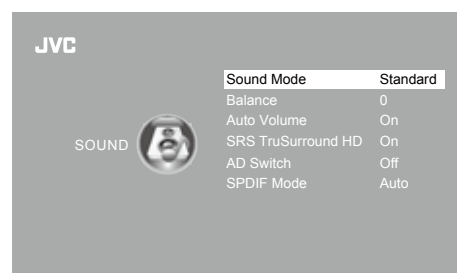 JVC
SOUND
Sound Mode Standard
Balance 0
Auto Volume On
SRS TruSurround HD On
AD Switch Off
SPDIF Mode Auto